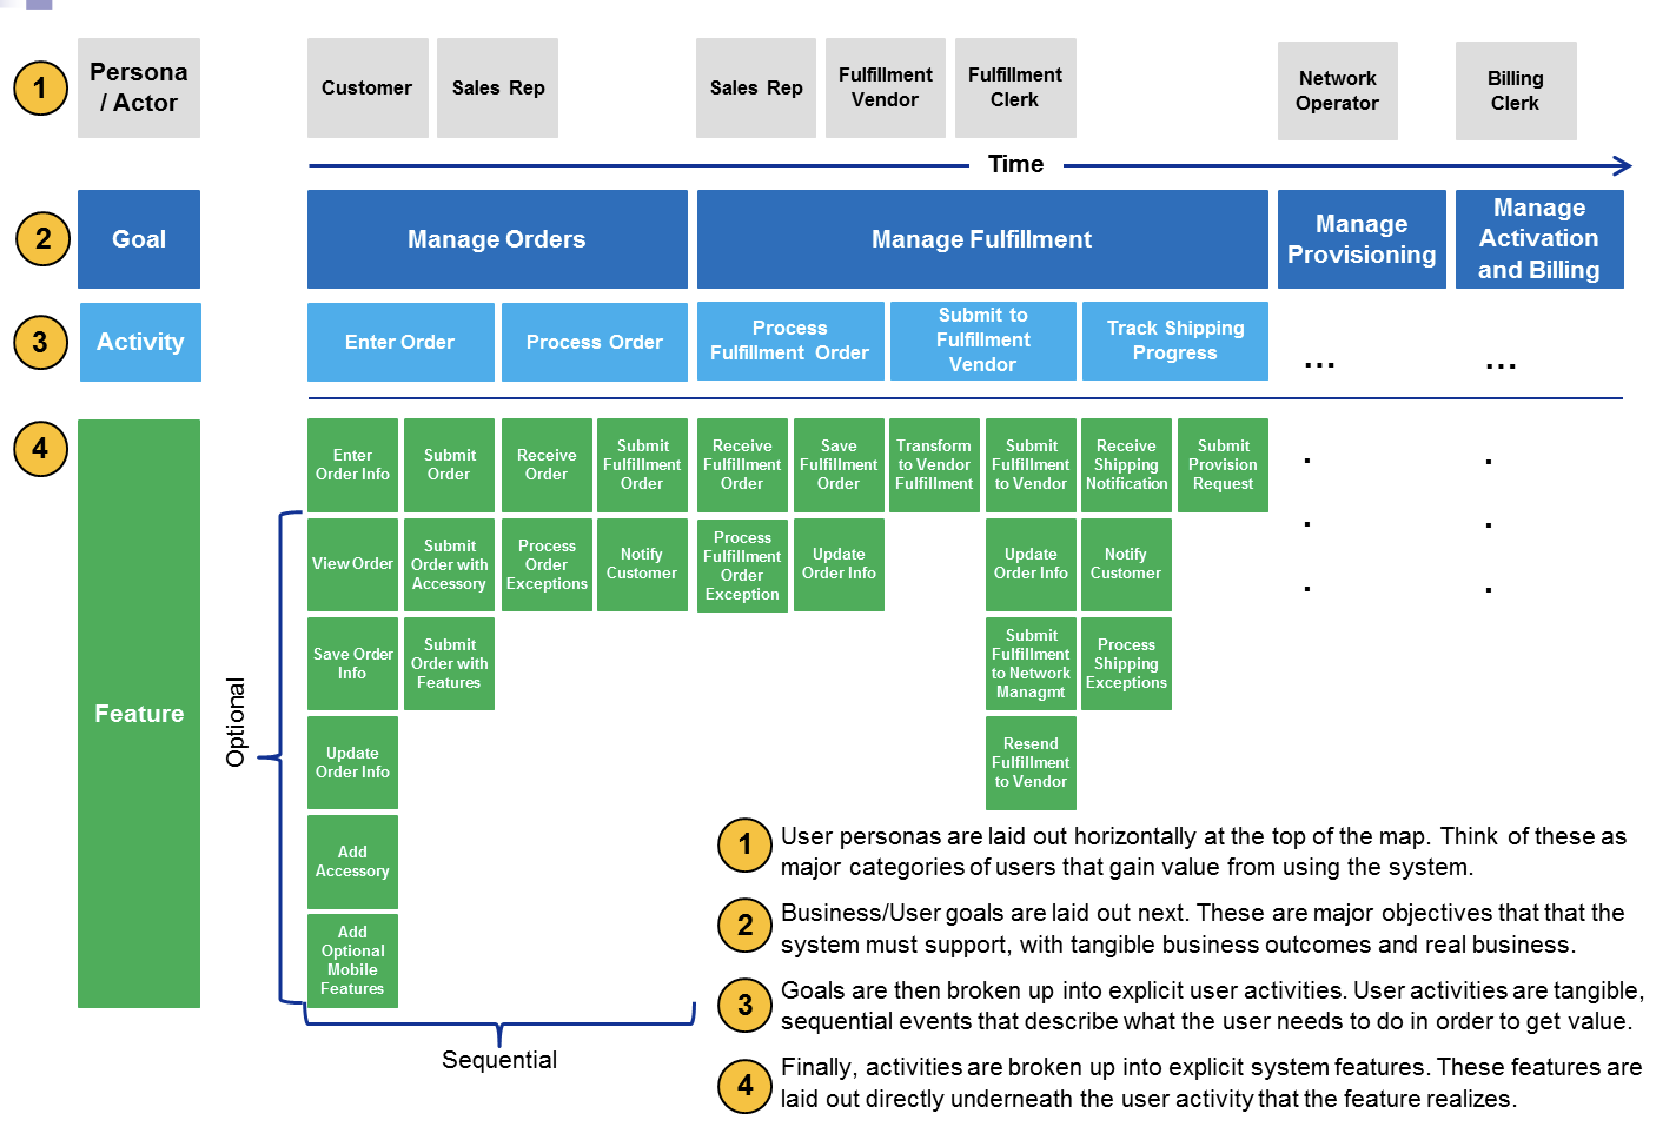 1
Persona
/ Actor
Customer
Sales Rep
Sales Rep
Fulfillment
Vendor
Fulfillment
Clerk
Network
Operator
Billing
Clerk
Time
2
Goal
Manage Orders
Manage Fulfillment
Manage
Provisioning
Manage
Activation
and Billing
3
Activity
Enter Order
Process Order
Process
Fulfillment Order
Submit to
Fulfillment
Vendor
Track Shipping
Progress
...
...
4
Feature
Optional
Enter
Order Info
Submit
Order
Receive
Order
Submit
Fulfillment
Order
Receive
Fulfillment
Order
Save
Fulfillment
Order
Transform
to Vendor
Fulfillment
Submit
Fulfillment
to Vendor
Receive
Shipping
Notification
Submit
Provision
Request
.
.
View Order
Submit
Order with
Accessory
Process
Order
Exceptions
Notify
Customer
Process
Fulfillment
Order
Exception
Update
Order Info
Update
Order Info
Notify
Customer
.
.
Save Order
Info
Submit
Order with
Features
Submit
Fulfillment
to Network
Managmt
Process
Shipping
Exceptions
.
.
Update
Order Info
Resend
Fulfillment
to Vendor
Add
Accessory
Add
Optional
Mobile
Features
Sequential
1
User personas are laid out horizontally at the top of the map. Think of these as
major categories of users that gain value from using the system.
2
Business/User goals are laid out next. These are major objectives that that the
system must support, with tangible business outcomes and real business.
3
Goals are then broken up into explicit user activities. User activities are tangible,
sequential events that describe what the user needs to do in order to get value.
4
Finally, activities are broken up into explicit system features. These features are
laid out directly underneath the user activity that the feature realizes.